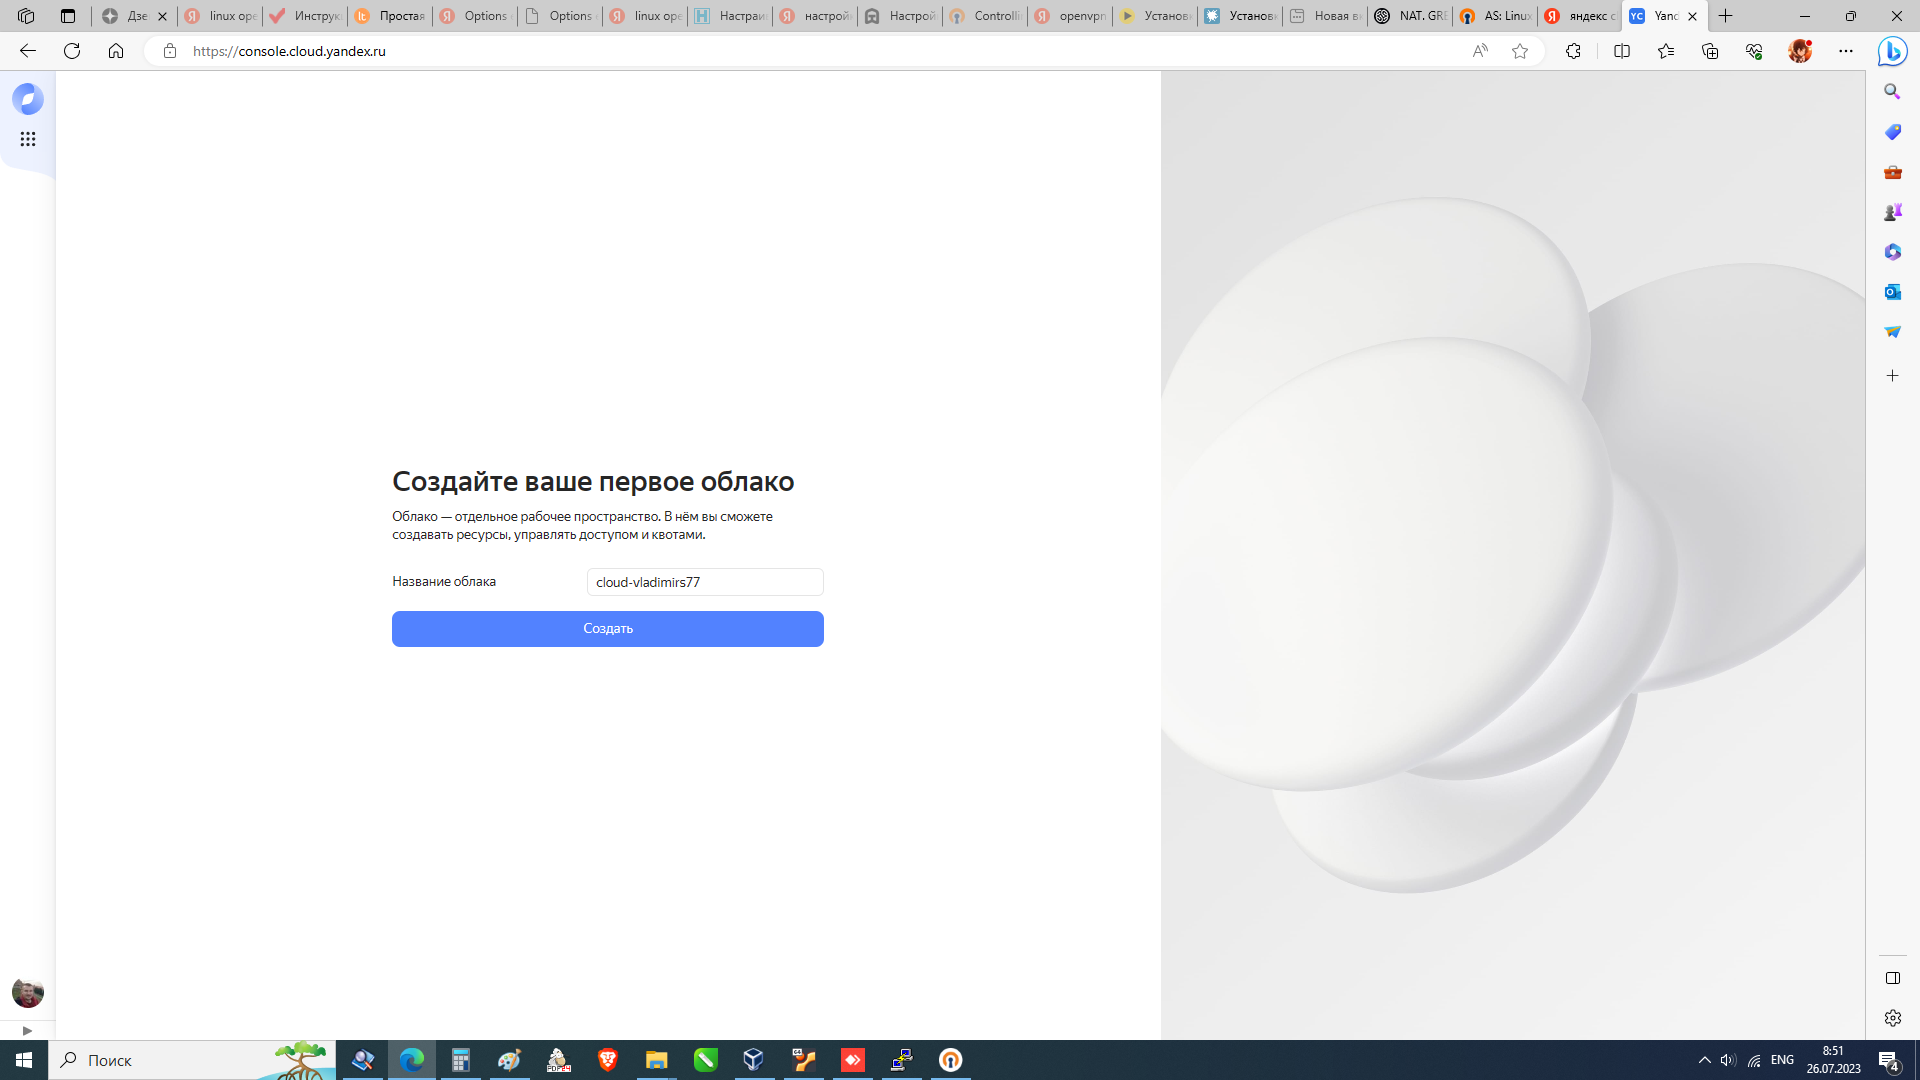 Дзе
linux ope
Инструк
Простая
Options
Options
linux ope
Настраи
настрой
Настрой
Controlli
openvpn
Установ
Установ
Новая в
NAT. GRE
AS: Linux
яндекс с
YC
Yand
https://console.cloud.yandex.ru
Создайте ваше первое облако
Облако — отдельное рабочее пространство. В нём вы сможете
создавать ресурсы, управлять доступом и квотами.
Название облака
cloud-vladimirs77
Создать
Поиск
PDF24
ENG
8:51
26.07.2023
4